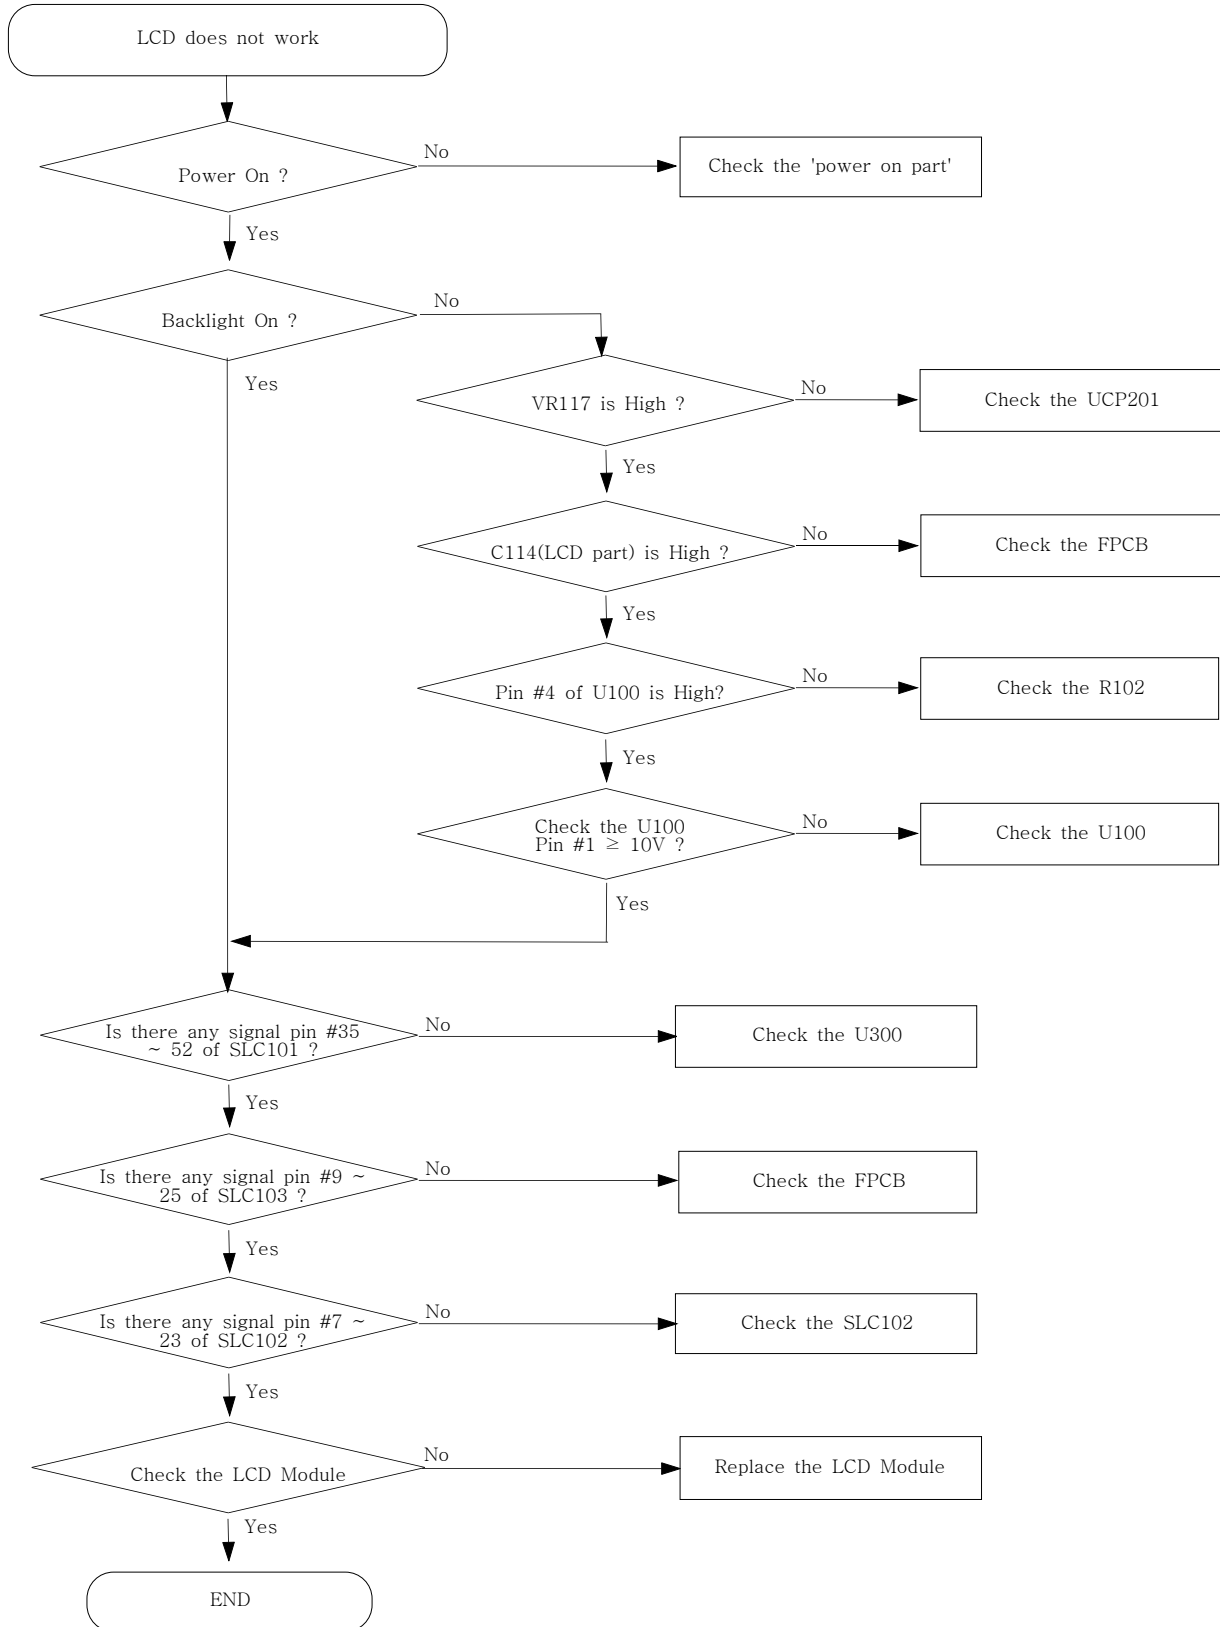 LCD does not work
Power On ?
No
Check the 'power on part'
Yes
Backlight On ?
No
Yes
VR117 is High ?
No
Check the UCP201
Yes
C114(LCD part) is High ?
No
Check the FPCB
Yes
Pin #4 of U100 is High?
No
Check the R102
Yes
Check the U100
Pin #1 ≥ 10V ?
No
Check the U100
Yes
Is there any signal pin #35
~ 52 of SLC101 ?
No
Check the U300
Yes
Is there any signal pin #9 ~
25 of SLC103 ?
No
Check the FPCB
Yes
Is there any signal pin #7 ~
23 of SLC102 ?
No
Check the SLC102
Yes
Check the LCD Module
No
Replace the LCD Module
Yes
END